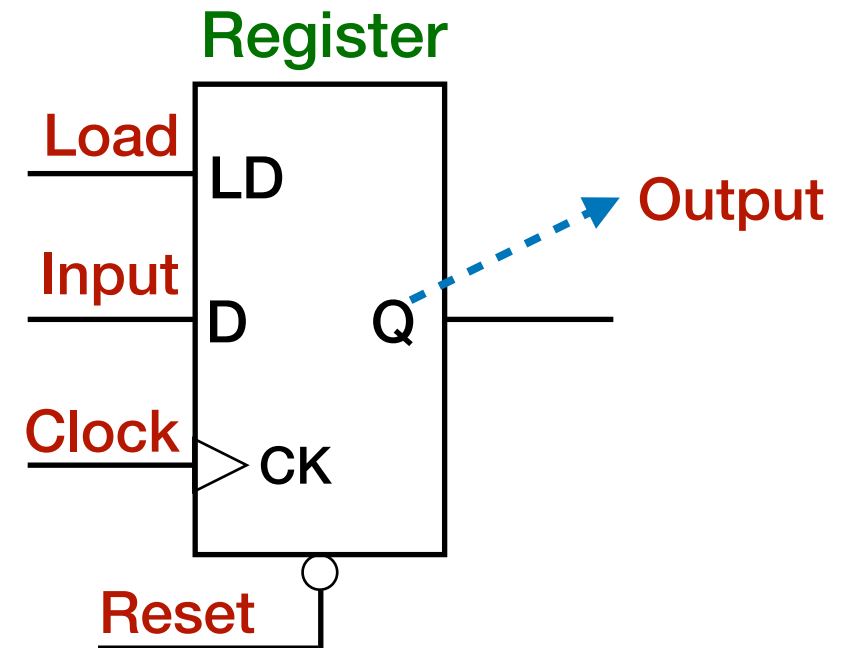 Register
Load
LD
Output
Input
D
Q
Clock
CK
Reset